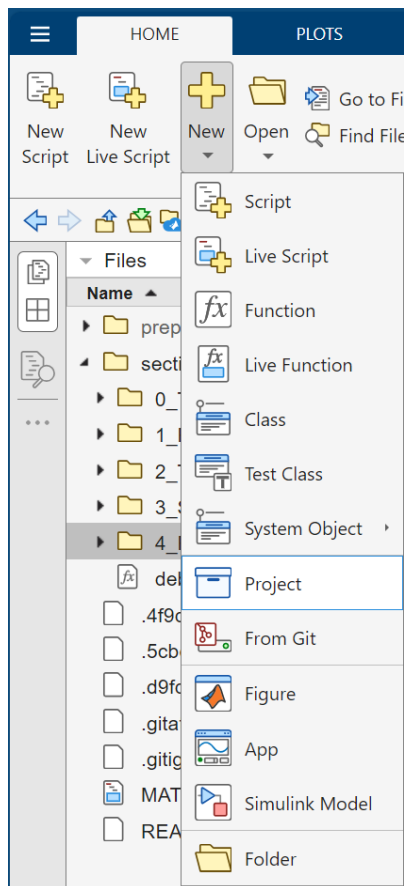 HOME
PLOTS
New Script
New Live Script
New
Open
Go to Fi
Find File
Files
Name
prep
secti
0_
1_
2_
3_
4_
de
.4f9c
.5cb
.d9fc
.gita
.gitig
MAT
REA
Script
Live Script
fx
Function
fx
Live Function
Class
T
Test Class
System Object
Project
From Git
Figure
App
Simulink Model
Folder